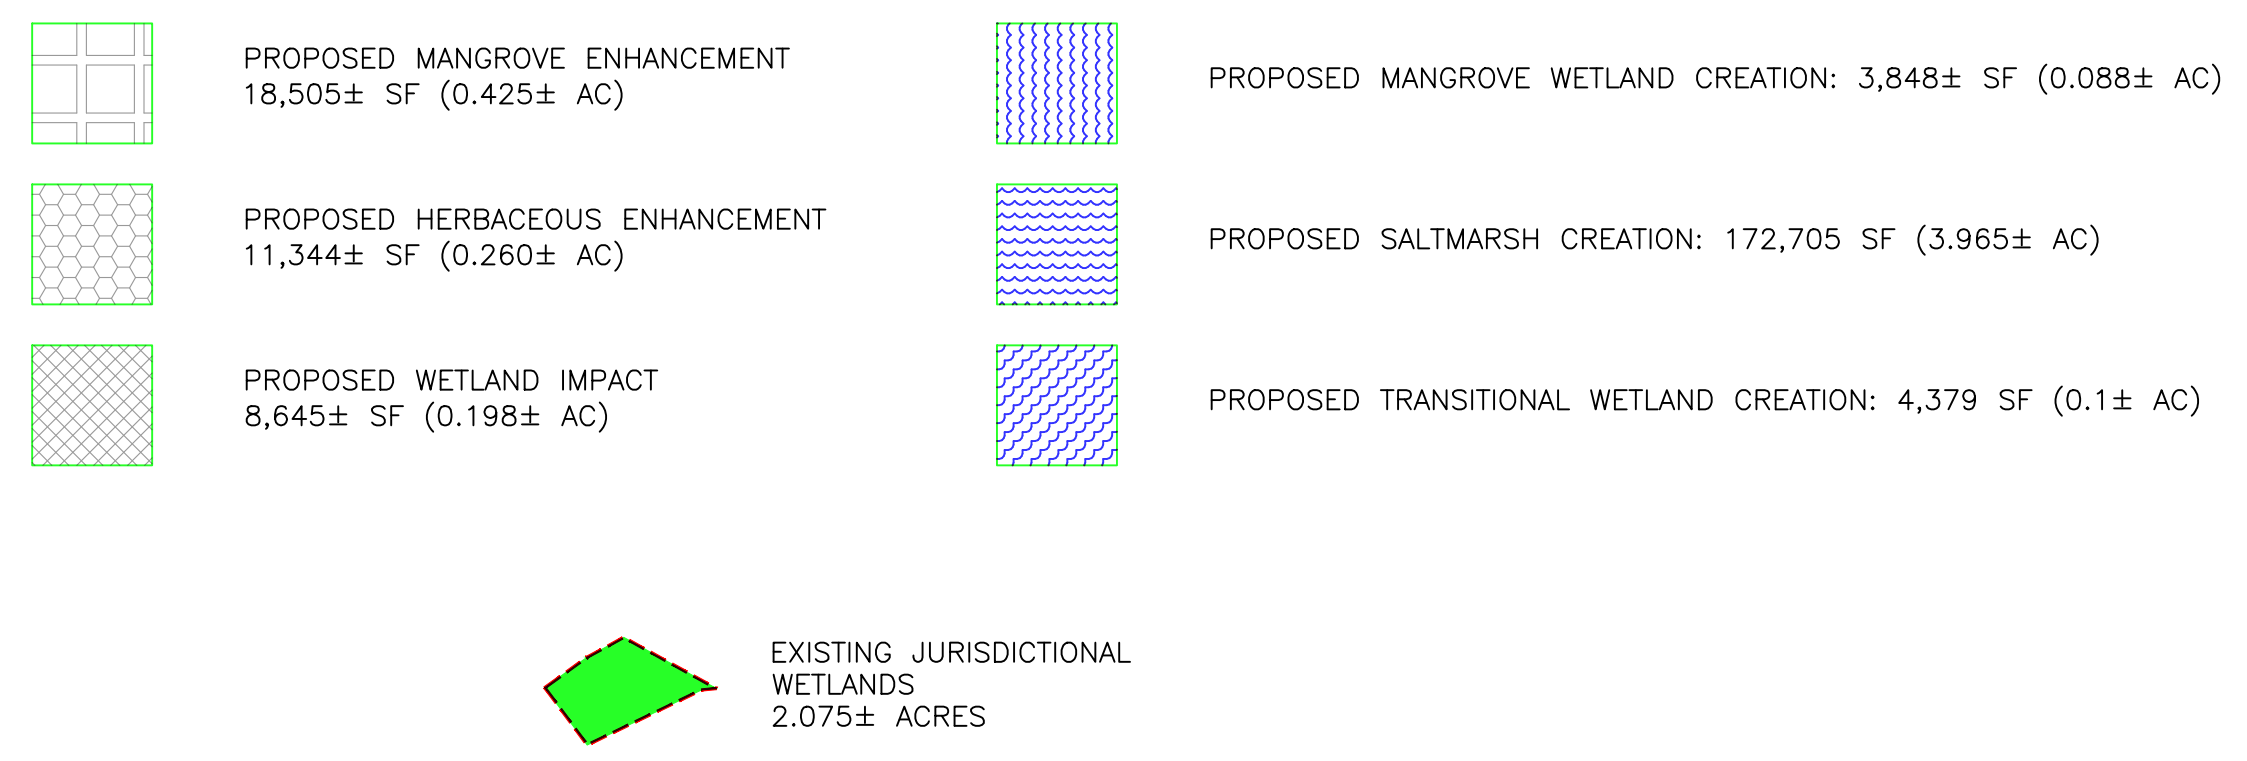 PROPOSED MANGROVE ENHANCEMENT
18,505± SF (0.425± AC)
PROPOSED HERBACEOUS ENHANCEMENT
11,344± SF (0.260± AC)
PROPOSED WETLAND IMPACT
8,645± SF (0.198± AC)
PROPOSED MANGROVE WETLAND CREATION: 3,848± SF (0.088± AC)
PROPOSED SALTMARSH CREATION: 172,705 SF (3.965± AC)
PROPOSED TRANSITIONAL WETLAND CREATION: 4,379 SF (0.1± AC)
EXISTING JURISDICTIONAL
WETLANDS
2.075± ACRES